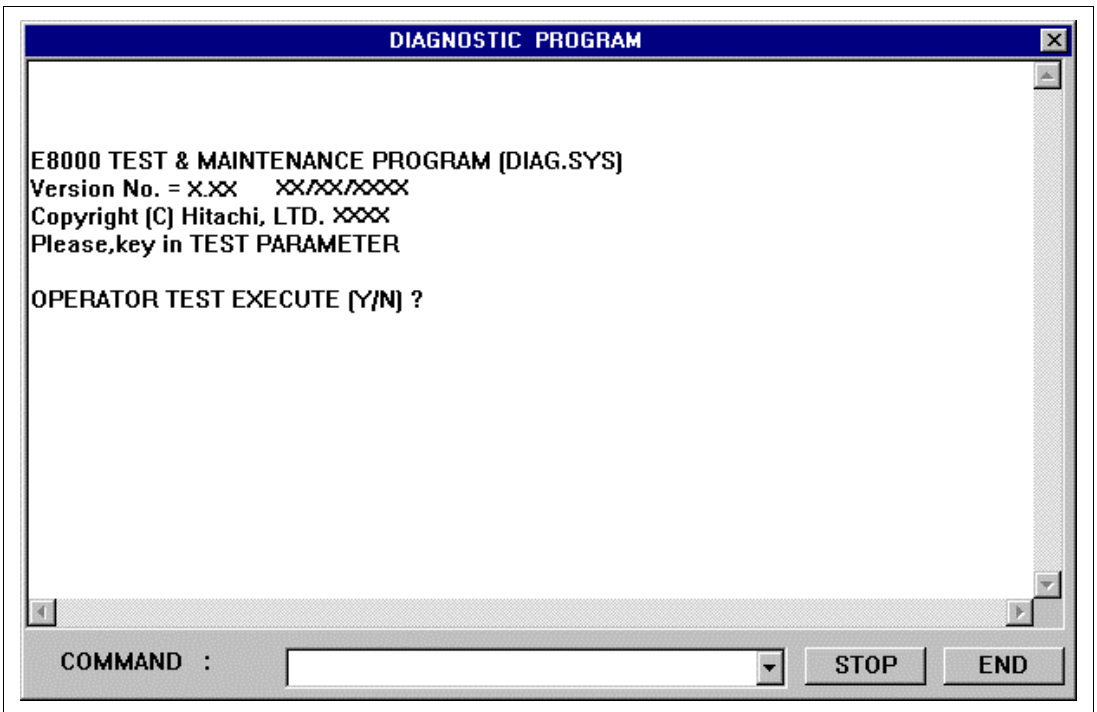 DIAGNOSTIC PROGRAM
E8000 TEST & MAINTENANCE PROGRAM (DIAG.SYS)
Version No. = X.XX XX/XX/XXXX
Copyright (C) Hitachi, LTD. XXXX
Please,key in TEST PARAMETER
OPERATOR TEST EXECUTE (Y/N) ?
COMMAND : STOP END